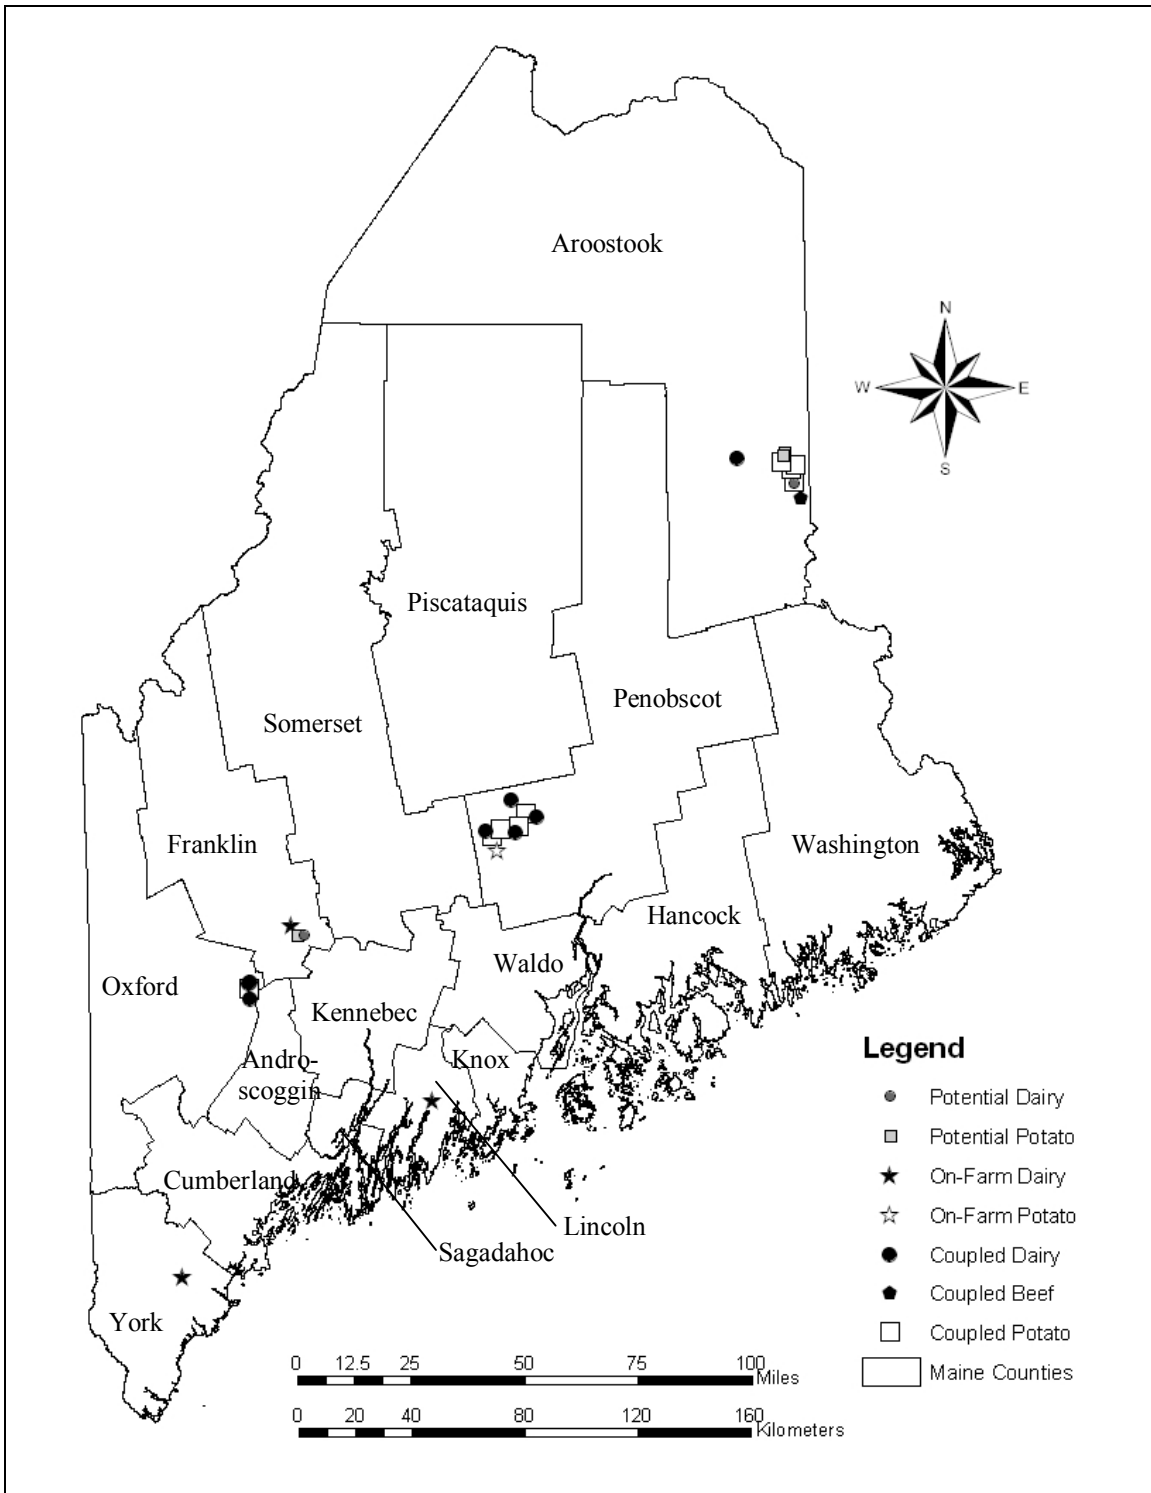 Aroostook
N
W
E
S
Piscataquis
Penobscot
Somerset
Franklin
Washington
Hancock
Waldo
Oxford
Kennebec
Andro-
scoggin
Knox
Cumberland
Lincoln
Sagadahoc
York
Legend
Potential Dairy
Potential Potato
On-Farm Dairy
On-Farm Potato
Coupled Dairy
Coupled Beef
Coupled Potato
Maine Counties
0 12.5 25 50 75 100
Miles
0 20 40 80 120 160
Kilometers